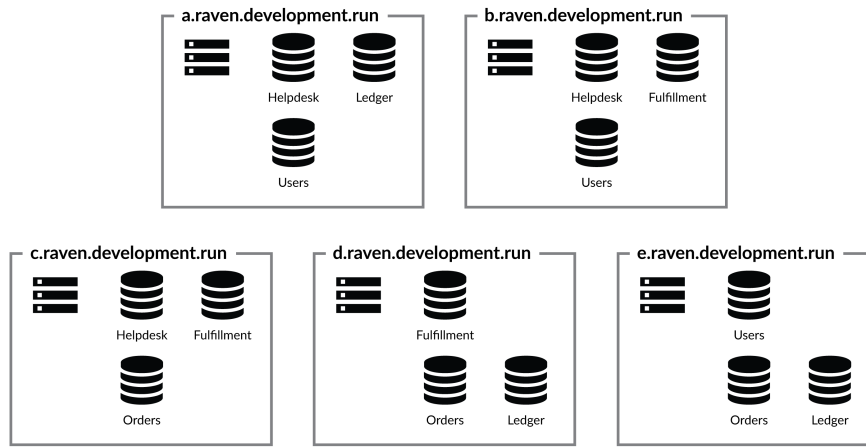 a.raven.development.run
b.raven.development.run
Helpdesk
Ledger
Helpdesk
Fulfillment
Users
Users
c.raven.development.run
d.raven.development.run
e.raven.development.run
Helpdesk
Fulfillment
Fulfillment
Users
Orders
Orders
Ledger
Orders
Ledger